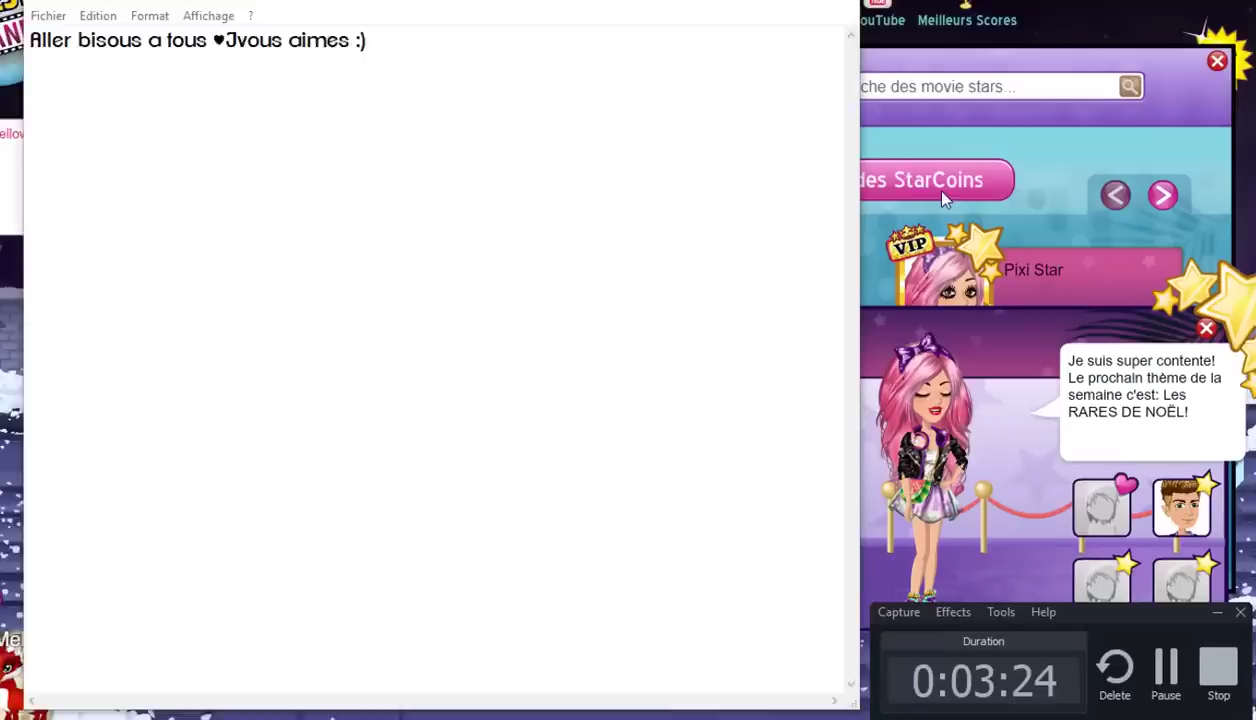 Fichier Edition Format Affichage ?
Aller bisous a tous ♥Jvous aimes :)
ouTube Meilleurs Scores
che des movie stars...
des StarCoins
VIP
Pixi Star
Je suis super contente!
Le prochain thème de la
semaine c'est: Les
RARES DE NOËL!
Capture Effects Tools Help
Duration
0:03:24
Delete Pause Stop